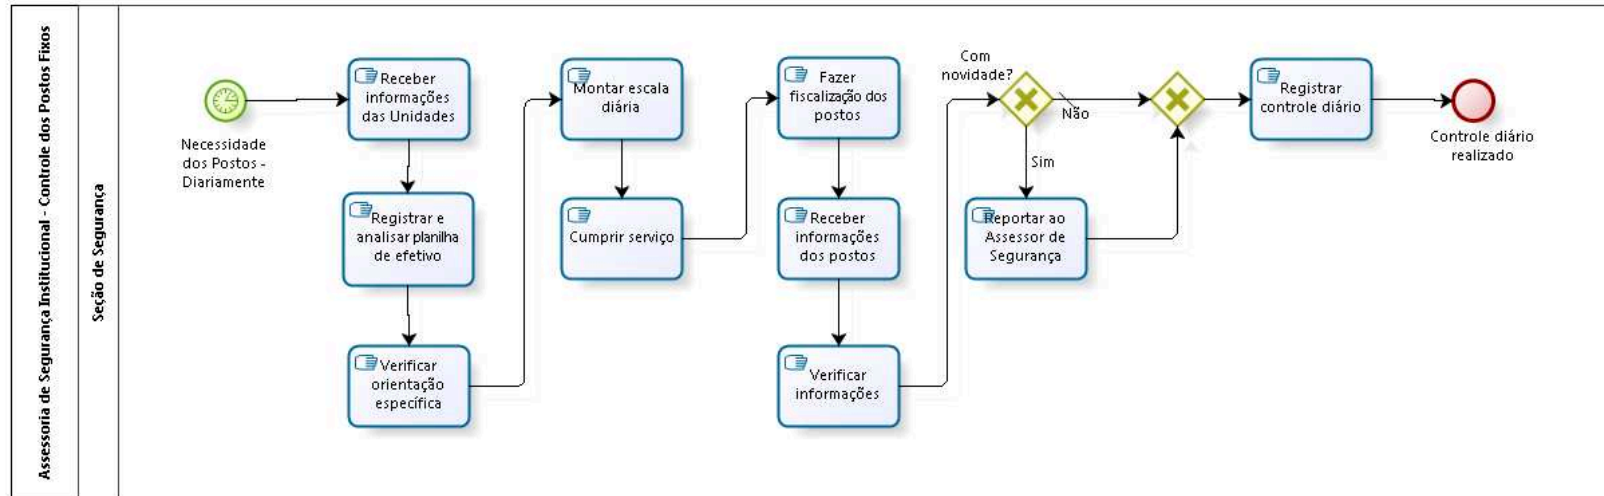 Assessoria de Segurança Institucional - Controle dos Postos Fixos
Seção de Segurança
Necessidade
dos Postos -
Diariamente
Receber
informações
das Unidades
Registrar e
analisar planilha
de efetivo
Verificar
orientação
específica
Montar escala
diária
Cumprir serviço
Fazer
fiscalização dos
postos
Receber
informações
dos postos
Verificar
informações
Com
novidade?
Não
Sim
Reportar ao
Assessor de
Segurança
Registrar
controle diário
Controle diário
realizado